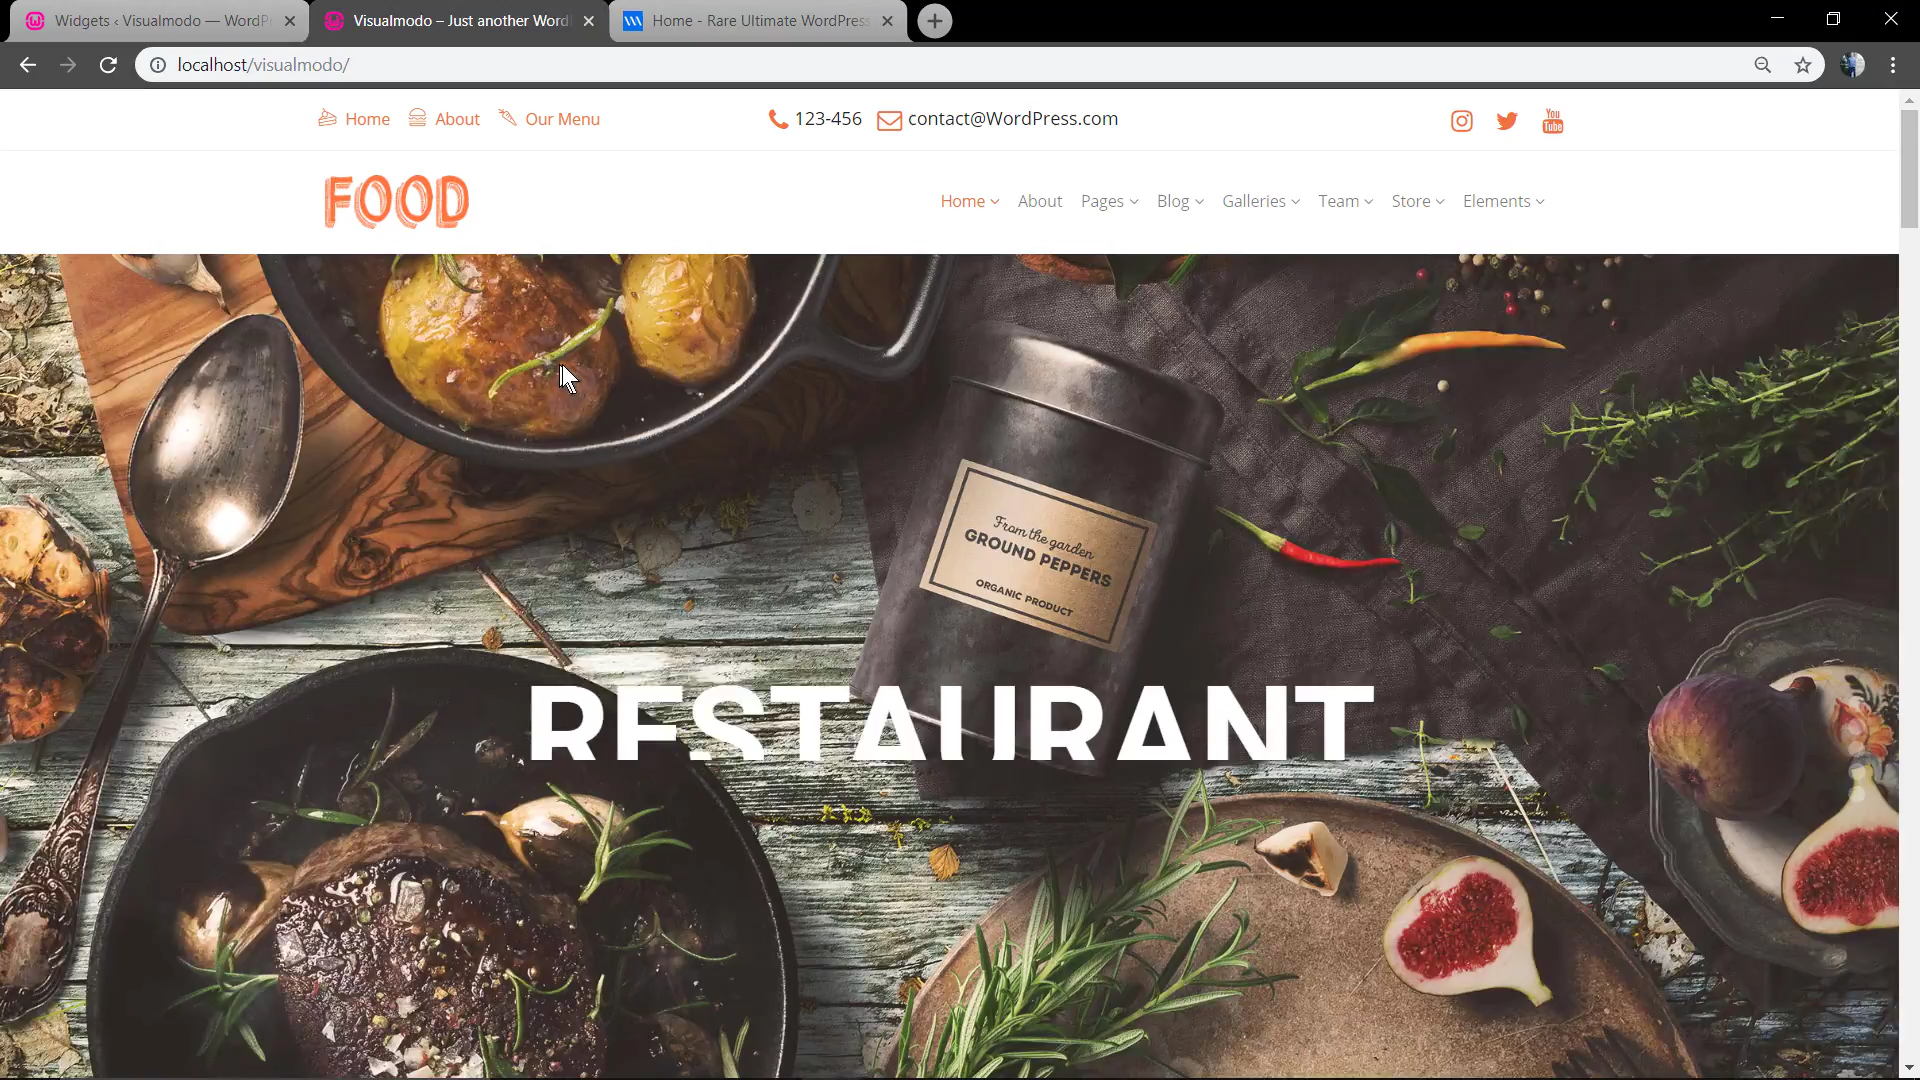 Widgets ‹ Visualmodo — WordP
Visualmodo – Just another Word
Home - Rare Ultimate WordPress
localhost/visualmodo/
Home
About
Our Menu
123-456
contact@WordPress.com
You
Tube
FOOD
Home
About
Pages
Blog
Galleries
Team
Store
Elements
From the garden
GROUND PEPPERS
ORGANIC PRODUCT
RESTAURANT